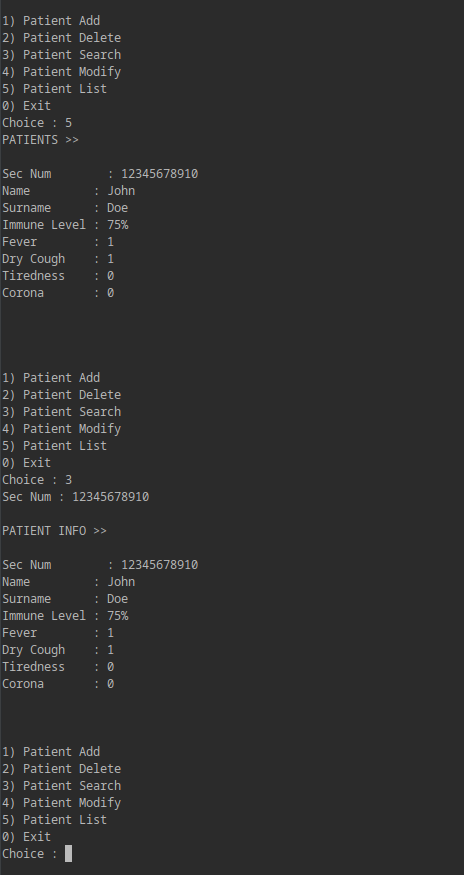 1) Patient Add
2) Patient Delete
3) Patient Search
4) Patient Modify
5) Patient List
0) Exit
Choice : 5
PATIENTS >>
Sec Num        : 12345678910
Name         : John
Surname      : Doe
Immune Level : 75%
Fever        : 1
Dry Cough    : 1
Tiredness    : 0
Corona       : 0
1) Patient Add
2) Patient Delete
3) Patient Search
4) Patient Modify
5) Patient List
0) Exit
Choice : 3
Sec Num : 12345678910
PATIENT INFO >>
Sec Num        : 12345678910
Name         : John
Surname      : Doe
Immune Level : 75%
Fever        : 1
Dry Cough    : 1
Tiredness    : 0
Corona       : 0
1) Patient Add
2) Patient Delete
3) Patient Search
4) Patient Modify
5) Patient List
0) Exit
Choice :